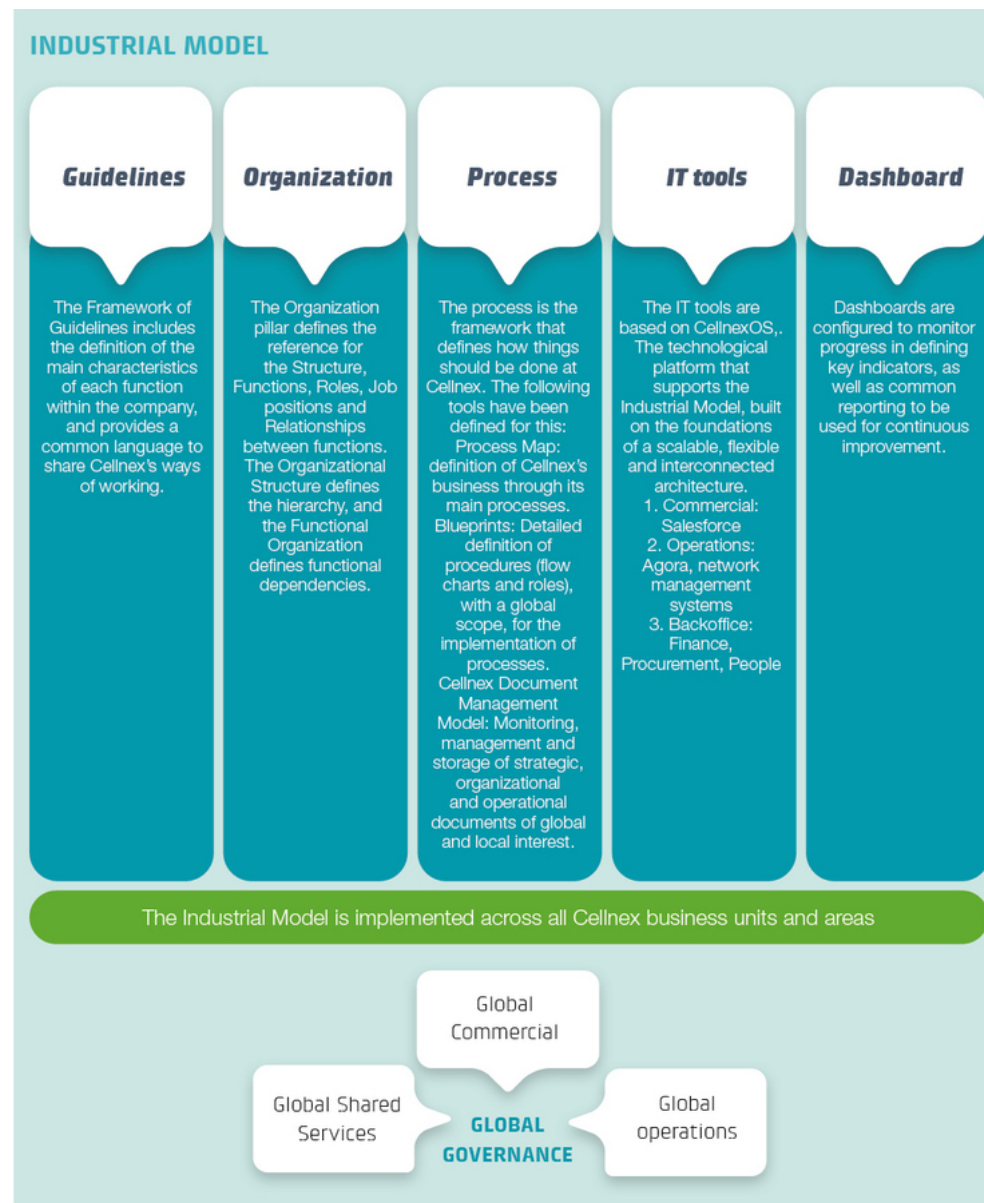 INDUSTRIAL MODEL
Guidelines
The Framework of
Guidelines includes
the definition of the
main characteristics
of each function
within the company,
and provides a
common language to
share Cellnex's ways
of working.
Organization
The Organization
pillar defines the
reference for
the Structure,
Functions, Roles, Job
positions and
Relationships
between functions.
The Organizational
Structure defines
the hierarchy, and
the Functional
Organization
defines functional
dependencies.
Process
The process is the
framework that
defines how things
should be done at
Cellnex. The following
tools have been
defined for this:
Process Map:
definition of Cellnex's
business through its
main processes.
Blueprints: Detailed
definition of
procedures (flow
charts and roles),
with a global
scope, for the
implementation of
processes.
Cellnex Document
Management
Model: Monitoring,
management and
storage of strategic,
organizational
and operational
documents of global
and local interest.
IT tools
The IT tools are
based on CellnexOS,.
The technological
platform that
supports the
Industrial Model, built
on the foundations
of a scalable, flexible
and interconnected
architecture.
1. Commercial:
Salesforce
2. Operations:
Agora, network
management
systems
3. Backoffice:
Finance,
Procurement, People
Dashboard
Dashboards are
configured to monitor
progress in defining
key indicators, as
well as common
reporting to be
used for continuous
improvement.
The Industrial Model is implemented across all Cellnex business units and areas
Global
Commercial
Global Shared
Services
GLOBAL
GOVERNANCE
Global
operations